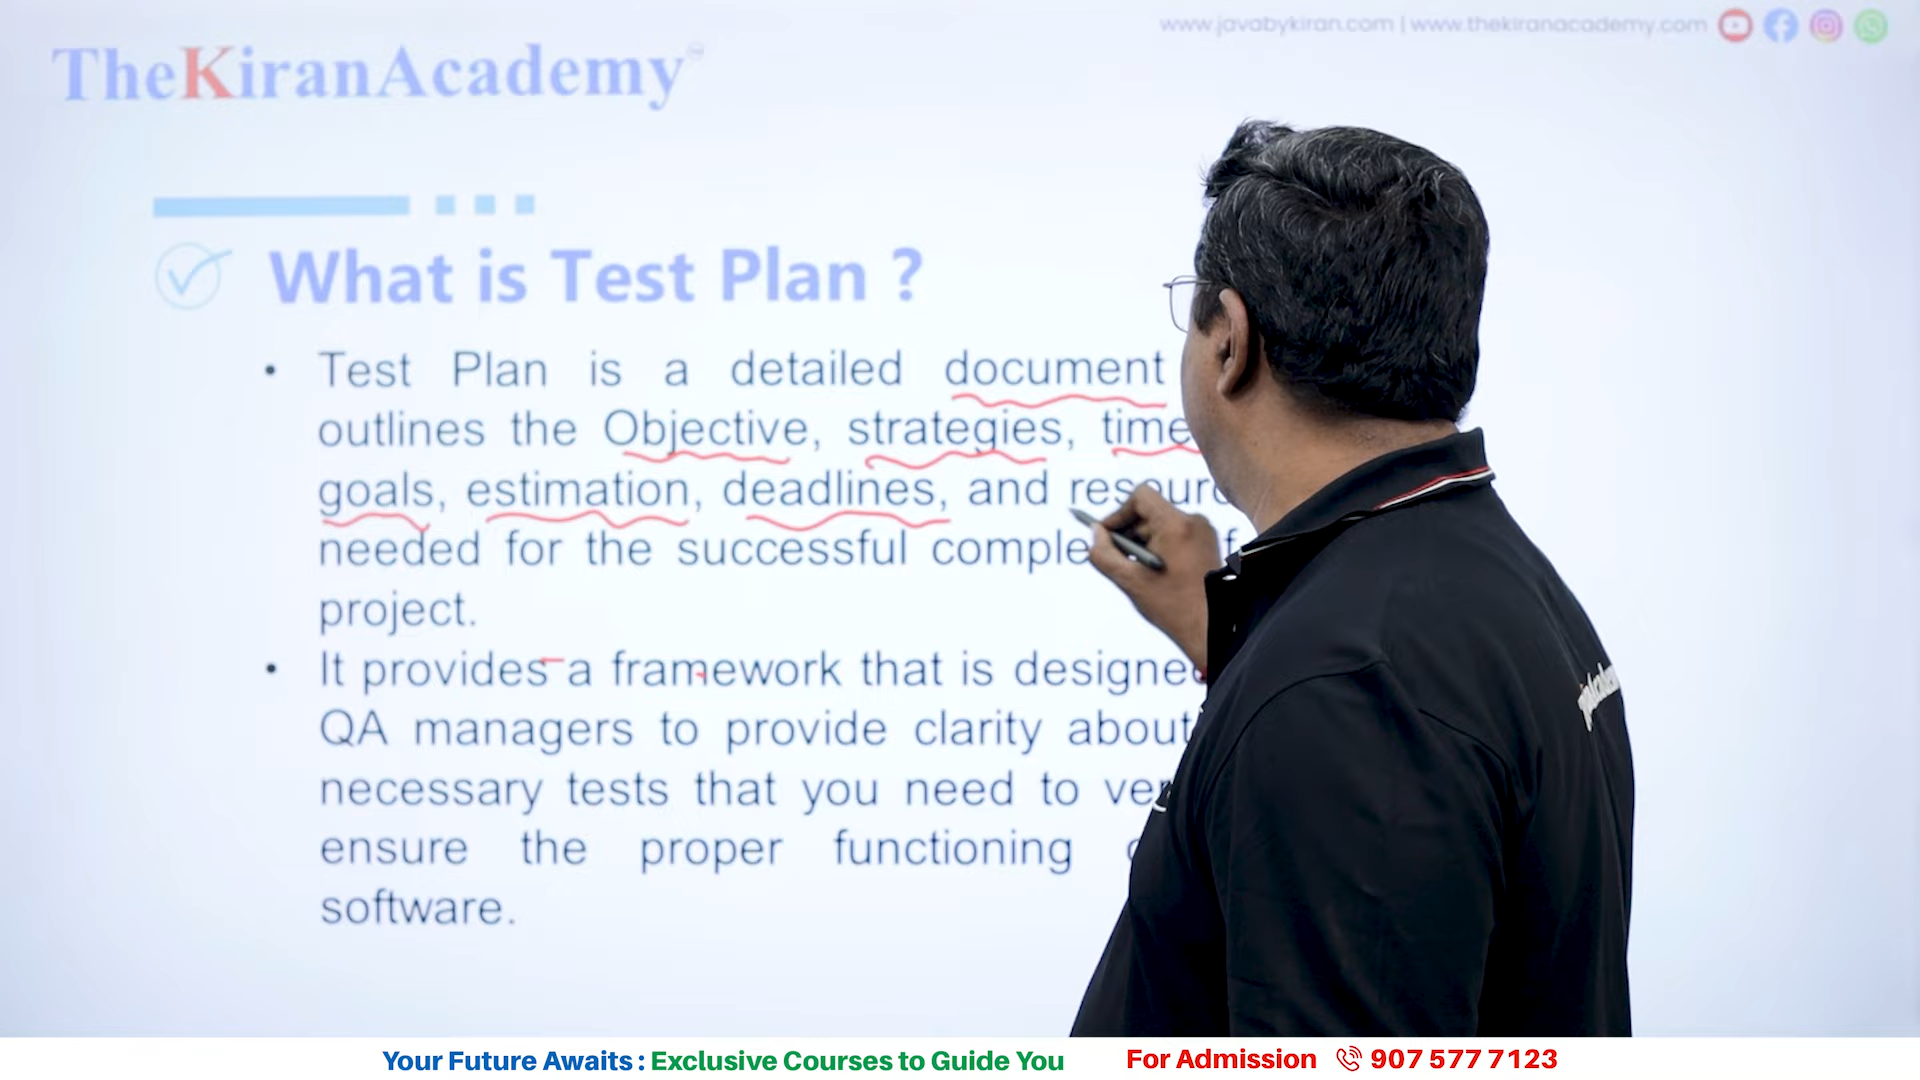 www.javabykiran.com | www.thekiranacademy.com
TheKiranAcademy
What is Test Plan ?
• Test Plan is a detailed document
outlines the Objective, strategies, time
goals, estimation, deadlines, and resourc
needed for the successful comple f
project.
• It provides a framework that is designed
QA managers to provide clarity about
necessary tests that you need to ver
ensure the proper functioning
software.
Your Future Awaits : Exclusive Courses to Guide You For Admission 907 577 7123